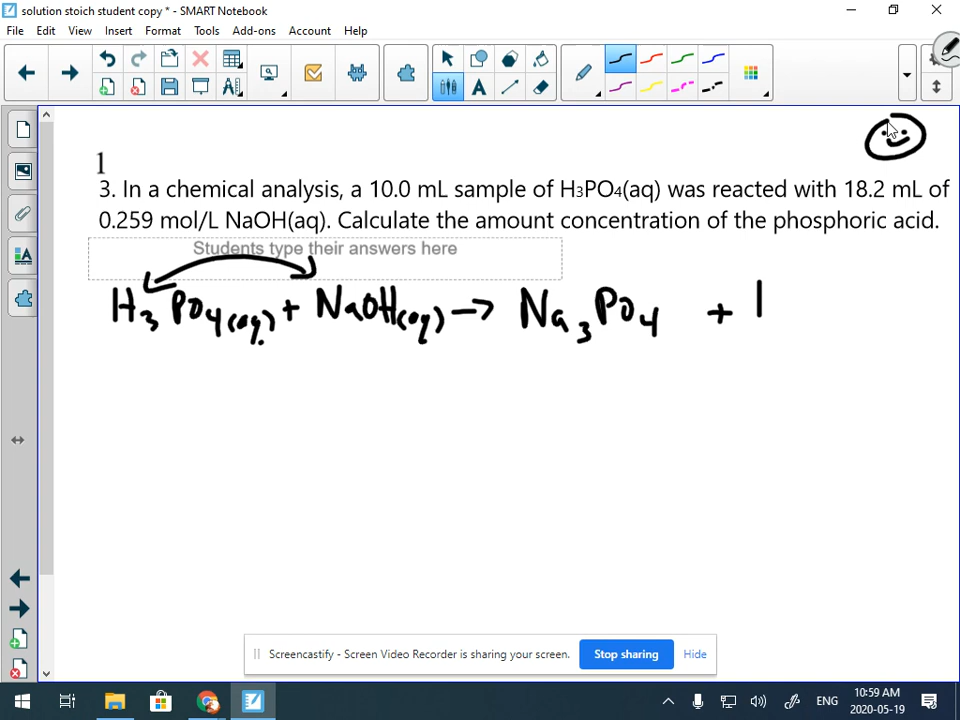 solution stoich student copy * - SMART Notebook
File Edit View Insert Format Tools Add-ons Account Help
1
3. In a chemical analysis, a 10.0 mL sample of H3PO4(aq) was reacted with 18.2 mL of
0.259 mol/L NaOH(aq). Calculate the amount concentration of the phosphoric acid.
Students type their answers here
H3PO4(aq) + NaOH(aq) → Na3PO4 + l
Screencastify - Screen Video Recorder is sharing your screen. Stop sharing Hide
ENG 10:59 AM
2020-05-19